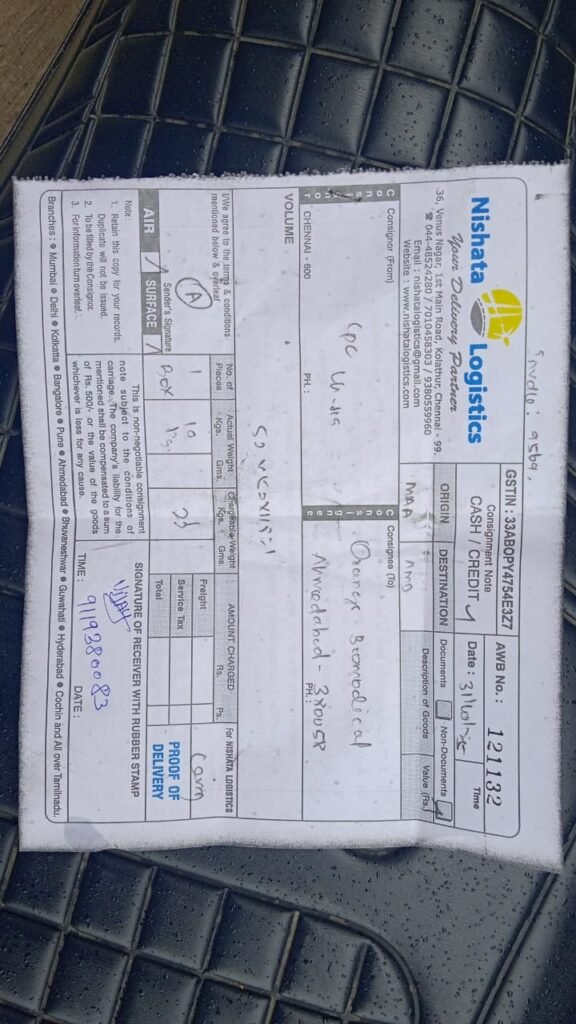 Nishata Logistics
Your Delivery Partner
36, Venus Nagar, 1st Main Road, Kolathur, Chennai - 99.
☎ 044-48524280 / 7010458303 / 9380559960
Email : nishatalogistics@gmail.com
Website : www.nishatalogistics.com
GSTIN : 33ABOPY4754E3Z7
Consignment Note
CASH / CREDIT
AWB No. : 121132
Date : Time
ORIGIN DESTINATION
Documents Non-Documents
Description of Goods Value (Rs.)
MAA AMD
Consignor (From)
CHENNAI - 600 PH. :
Consignee (To)
Biomedical
Ahmedabad - 380058
PH. :
VOLUME
I/We agree to the terms & conditions
mentioned below & overleaf
Sender's Signature
AIR SURFACE
No. of Pieces
Actual Weight
Kgs. Gms.
Chargeable Weight
Kgs. Gms.
AMOUNT CHARGED
Rs. Ps.
1 10 25
BOX kg
Freight
Service Tax
Total
For NISHATA LOGISTICS
PROOF OF
DELIVERY
Note :
1. Retain this copy for your records.
Duplicate will not be issued.
2. To be filled by the Consignor.
3. For information turn overleaf.
This is non-negotiable consignment
note subject to the conditions of
carriage. The company's liability for the
mentioned shall be compensated to a sum
of Rs. 500/- or the value of the goods
whichever is less for any cause.
SIGNATURE OF RECEIVER WITH RUBBER STAMP
9119380083
TIME : DATE :
Branches : ● Mumbai ● Delhi ● Kolkatta ● Bangalore ● Pune ● Ahmedabad ● Bhuvaneshwar ● Guwahati ● Hyderabad ● Cochin and All over Tamilnadu.